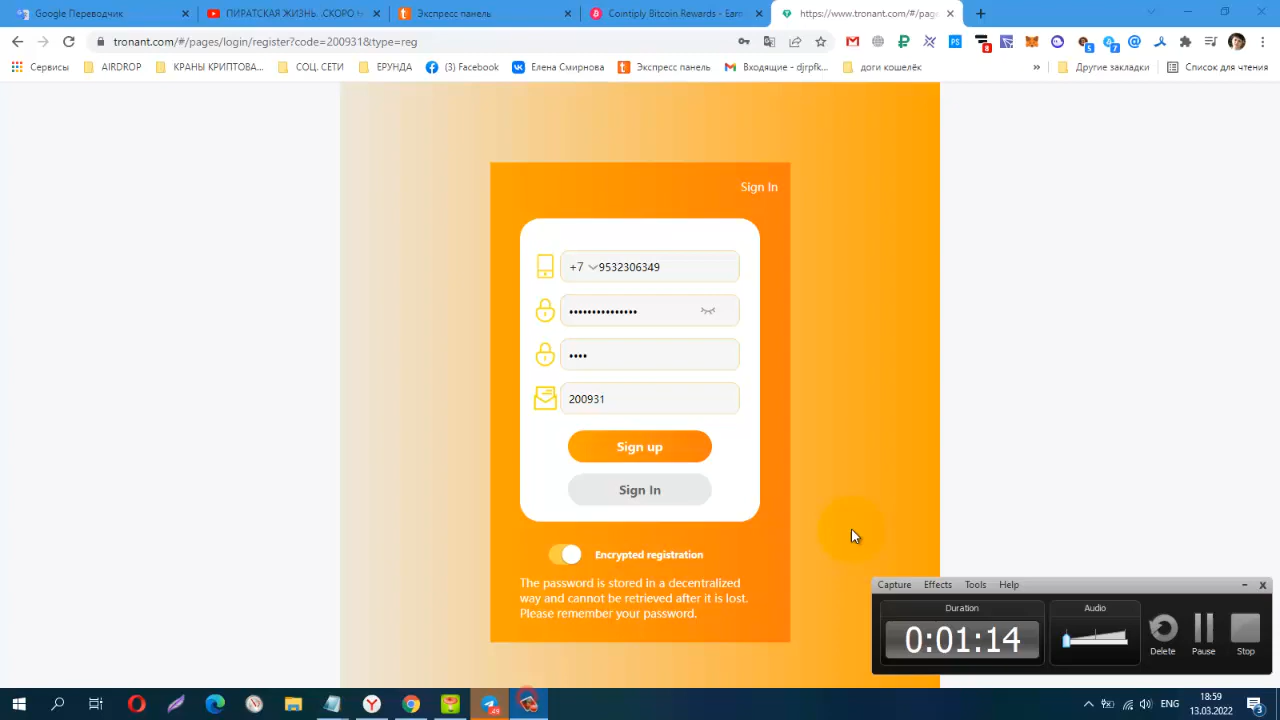 Google Переводчик
ПИРАТСКАЯ ЖИЗНЬ . СКОРО
Экспресс панель
Cointiply Bitcoin Rewards - Earn
https://www.tronant.com/#/page
tronant.com/#/pages/login/register?code=200931&type=reg
Сервисы
AIRDROP
КРАНЫ КРИПТОВА...
СОЦ. СЕТИ
ЕРУНДА
(3) Facebook
Елена Смирнова
Экспресс панель
Входящие - djrpfk...
доги кошелёк
»
Другие закладки
Список для чтения
Sign In
+7 9532306349
••••
200931
Sign up
Sign In
Encrypted registration
The password is stored in a decentralized
way and cannot be retrieved after it is lost.
Please remember your password.
Capture Effects Tools Help
Duration
Audio
0:01:14
Delete
Pause
Stop
ENG
18:59
13.03.2022